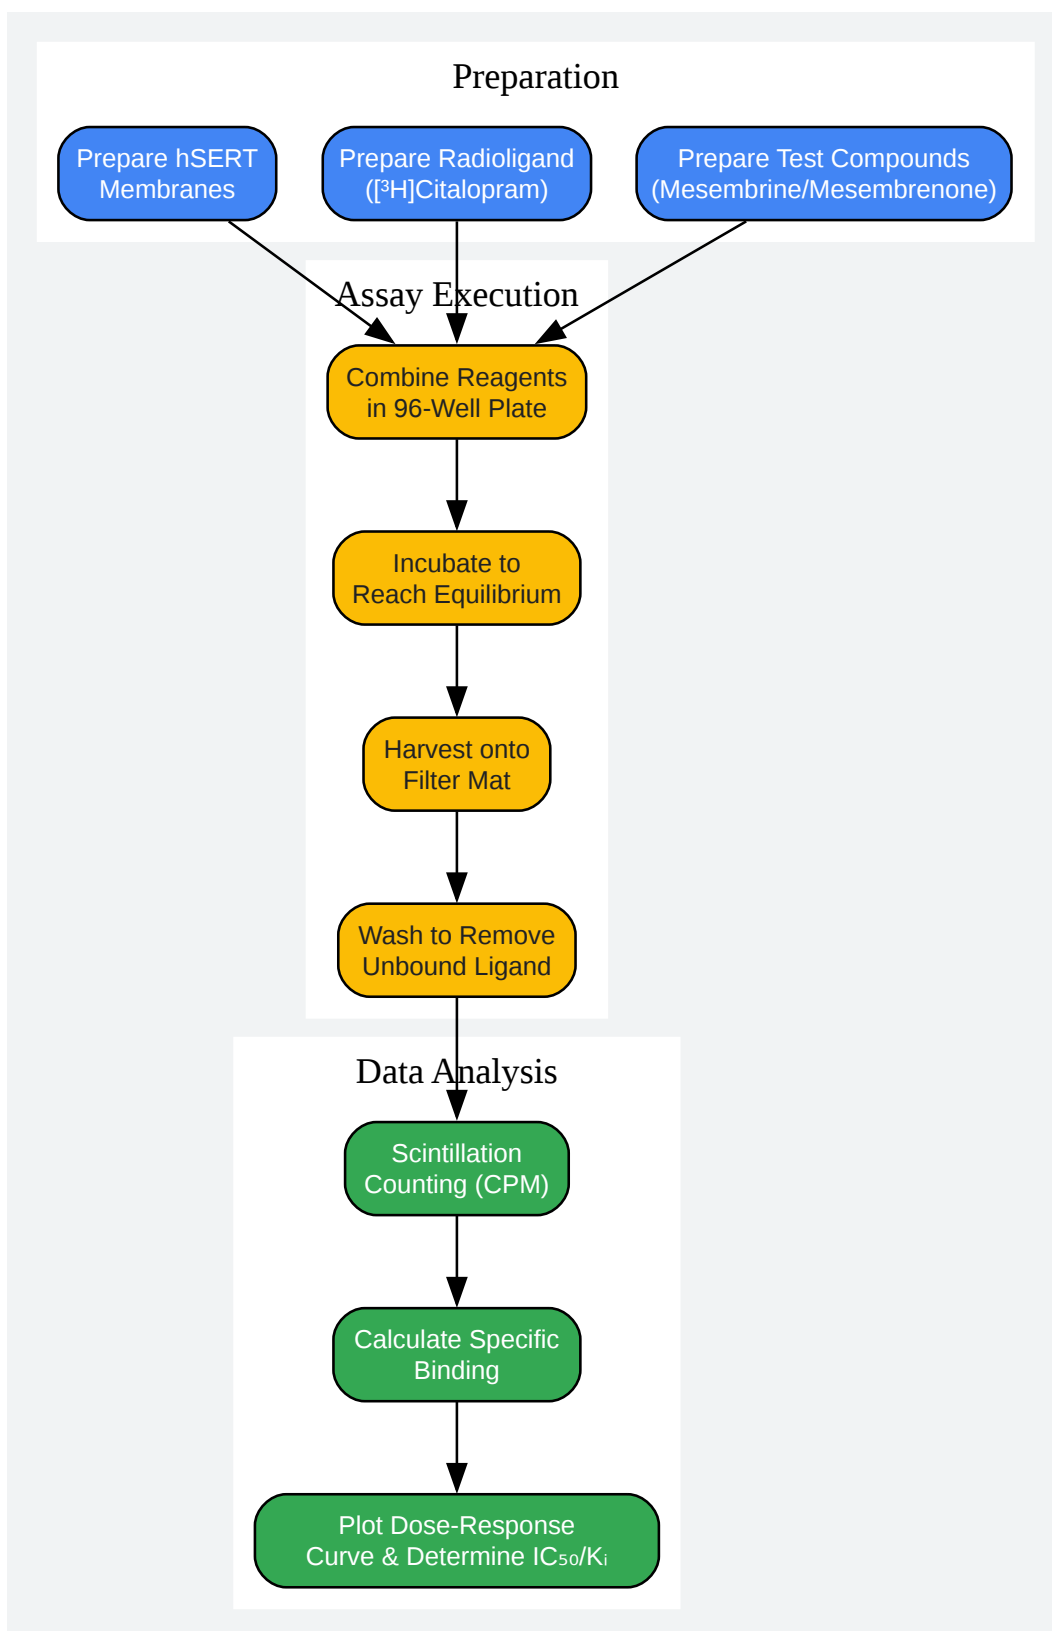 Preparation
Prepare hSERT
Membranes
Prepare Radioligand
([³H]Citalopram)
Prepare Test Compounds
(Mesembrine/Mesembrenone)
Assay Execution
Combine Reagents
in 96-Well Plate
Incubate to
Reach Equilibrium
Harvest onto
Filter Mat
Wash to Remove
Unbound Ligand
Data Analysis
Scintillation
Counting (CPM)
Calculate Specific
Binding
Plot Dose-Response
Curve & Determine IC₅₀/Kᵢ